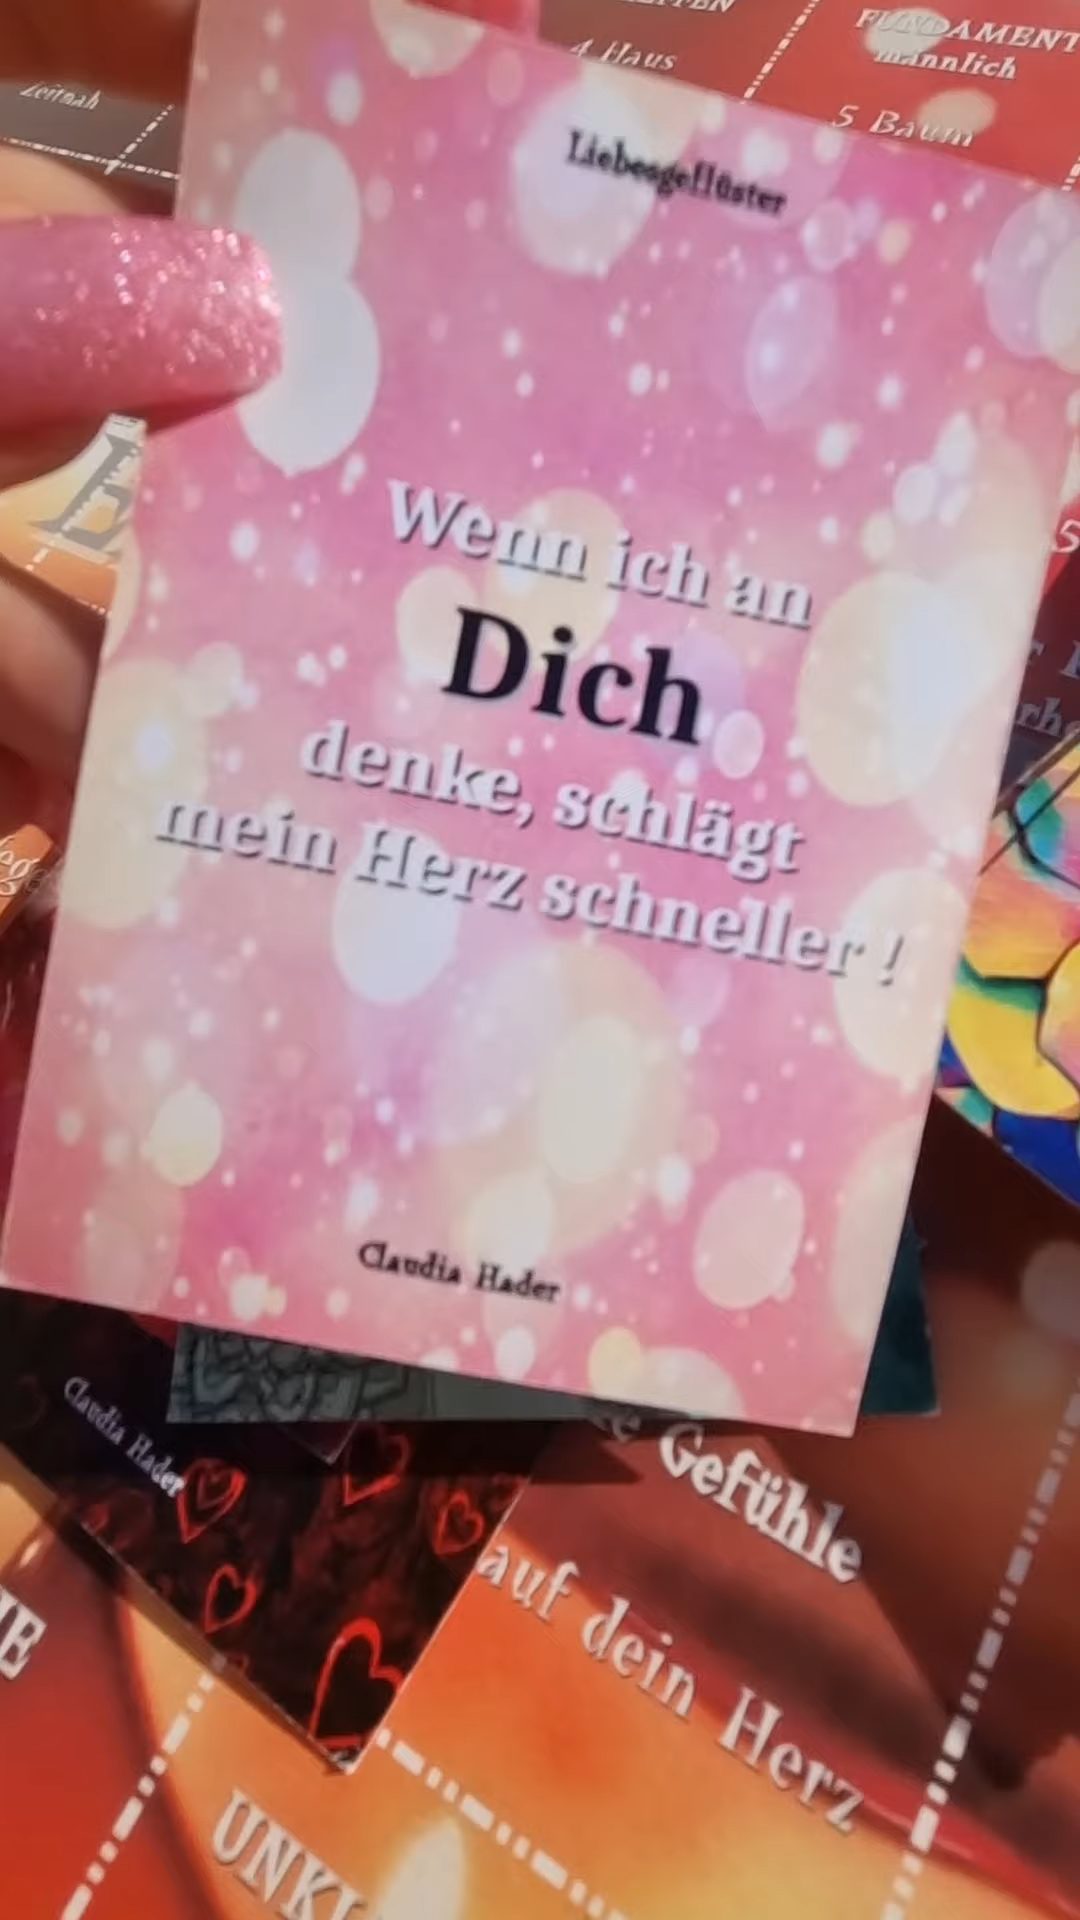 FUNDAMENT
männlich
4 Haus
5 Baum
Zeitnah
Liebesgeflüster
Wenn ich an
Dich
denke, schlägt
mein Herz schneller !
Claudia Hader
Claudia Hader
Gefühle
auf dein Herz